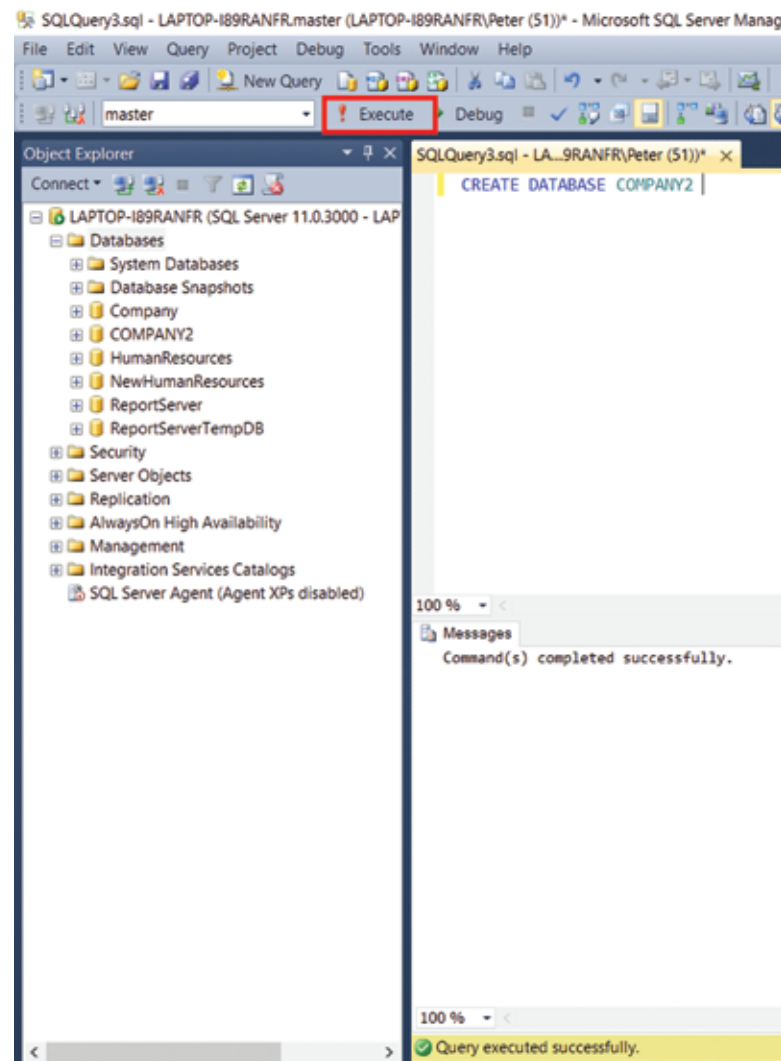 SQLQuery3.sql - LAPTOP-I89RANFR.master (LAPTOP-I89RANFR\Peter (51))* - Microsoft SQL Server Manag
File Edit View Query Project Debug Tools Window Help
New Query
master
Execute
Debug
Object Explorer
Connect
LAPTOP-I89RANFR (SQL Server 11.0.3000 - LAP
Databases
System Databases
Database Snapshots
Company
COMPANY2
HumanResources
NewHumanResources
ReportServer
ReportServerTempDB
Security
Server Objects
Replication
AlwaysOn High Availability
Management
Integration Services Catalogs
SQL Server Agent (Agent XPs disabled)
SQLQuery3.sql - LA...9RANFR\Peter (51))*
CREATE DATABASE COMPANY2
100 %
Messages
Command(s) completed successfully.
100 %
Query executed successfully.